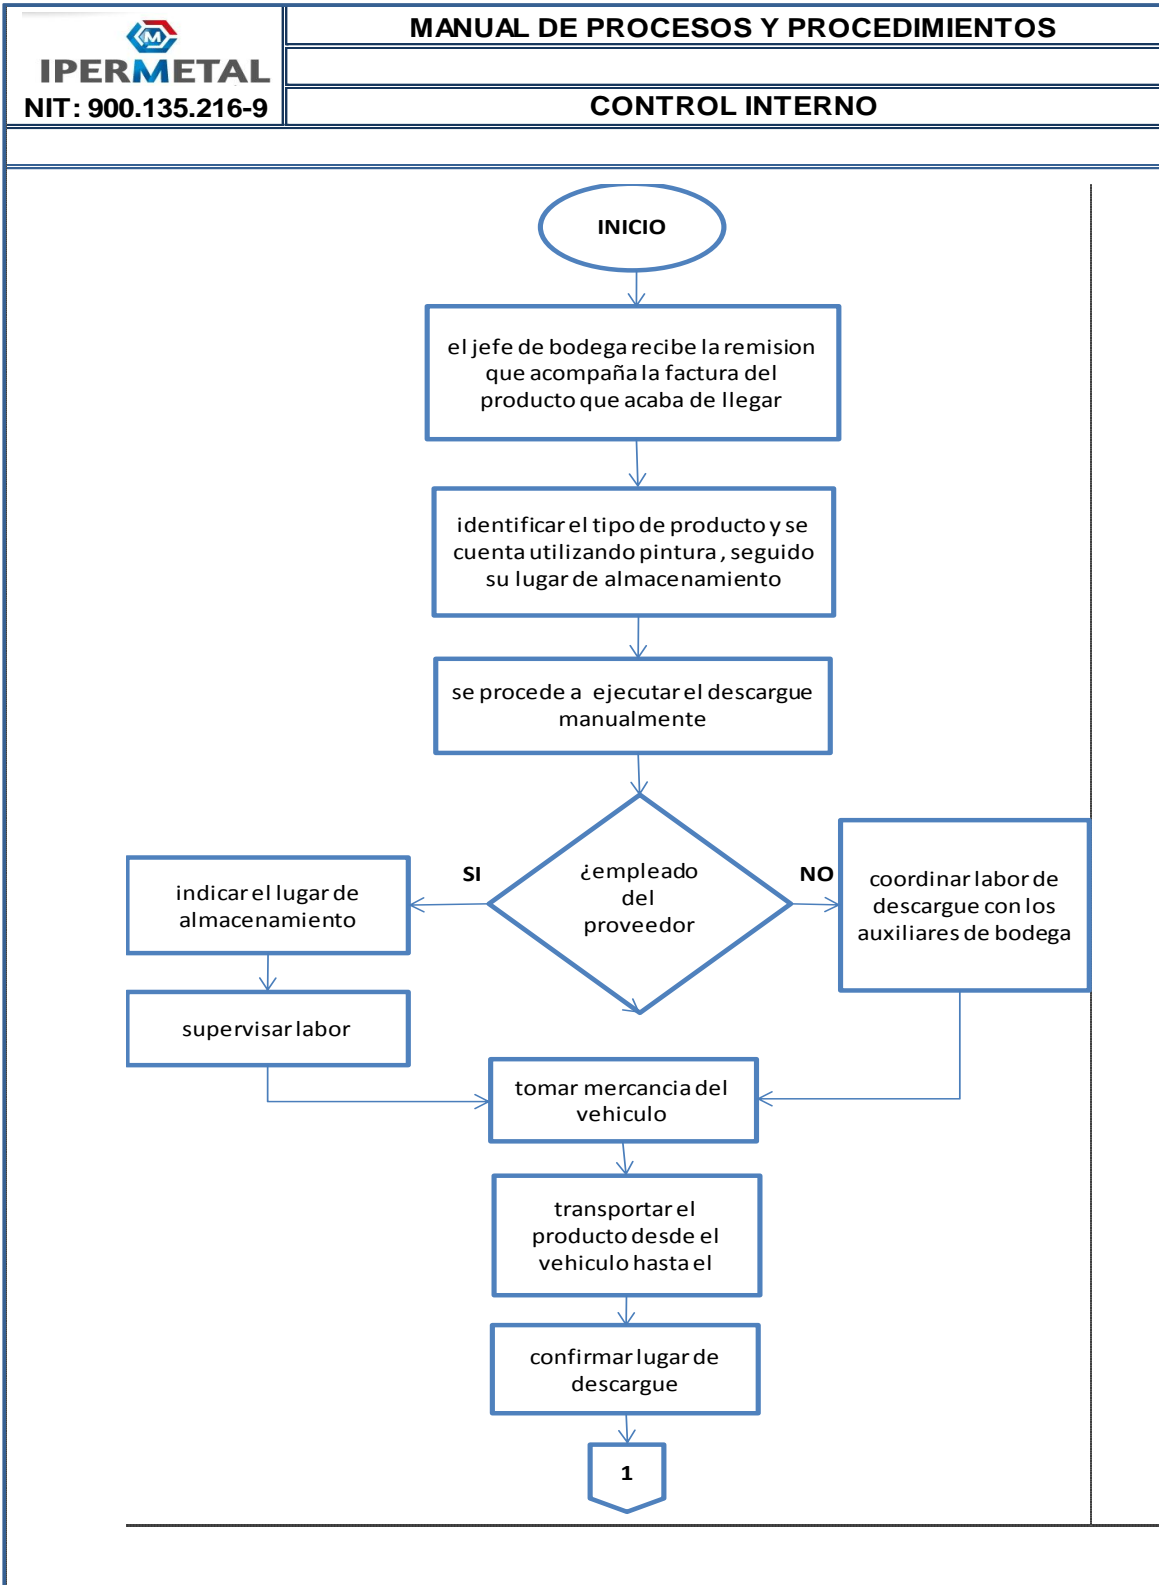 MANUAL DE PROCESOS Y PROCEDIMIENTOS
M
IPERMETAL
NIT: 900.135.216-9
CONTROL INTERNO
INICIO
el jefe de bodega recibe la remision
que acompaña la factura del
producto que acaba de llegar
identificar el tipo de producto y se
cuenta utilizando pintura , seguido
su lugar de almacenamiento
se procede a ejecutar el descargue
manualmente
¿empleado
del
proveedor
SI
NO
indicar el lugar de
almacenamiento
coordinar labor de
descargue con los
auxiliares de bodega
supervisar labor
tomar mercancia del
vehiculo
transportar el
producto desde el
vehiculo hasta el
confirmar lugar de
descargue
1